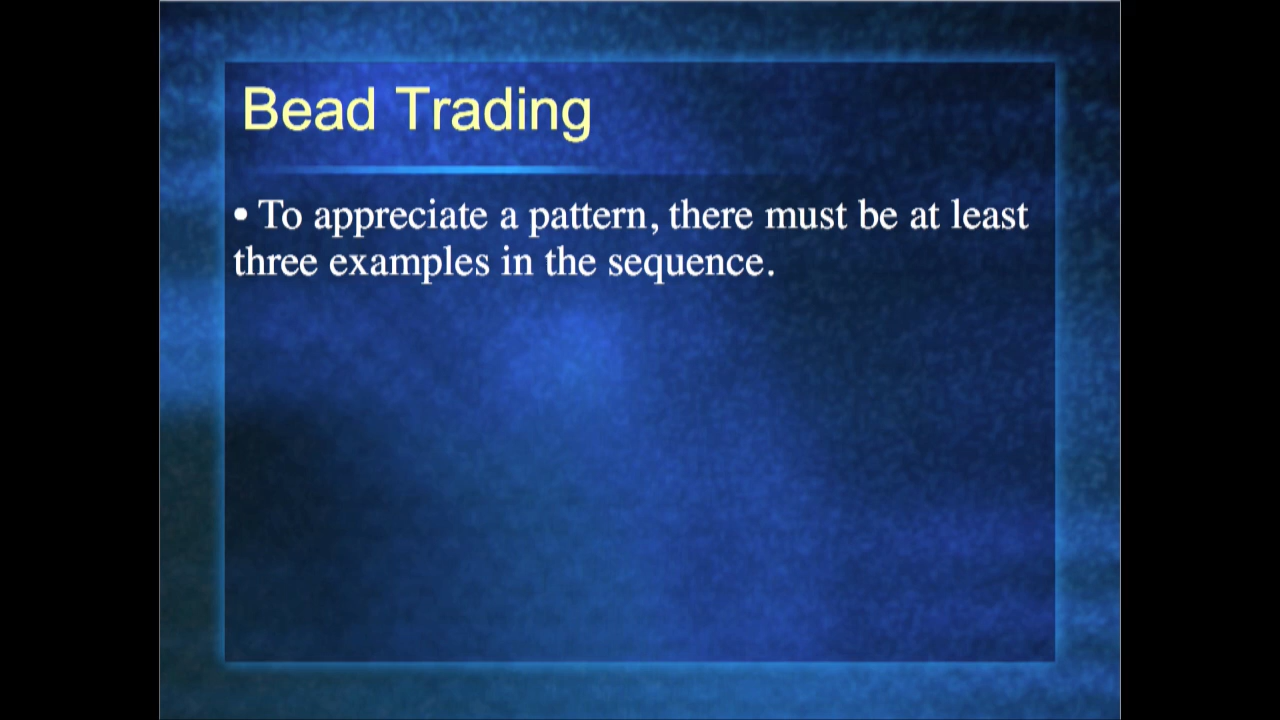 Bead Trading
• To appreciate a pattern, there must be at least
three examples in the sequence.